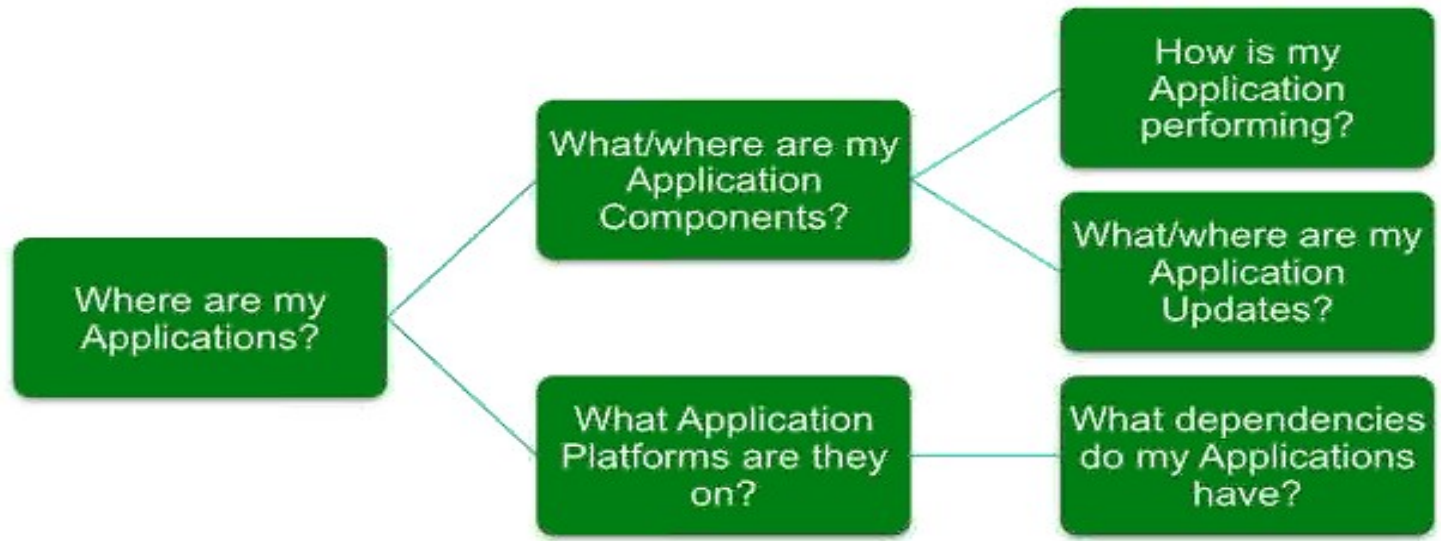 Where are my
Applications?
What/where are my
Application
Components?
How is my
Application
performing?
What/where are my
Application
Updates?
What Application
Platforms are they
on?
What dependencies
do my Applications
have?